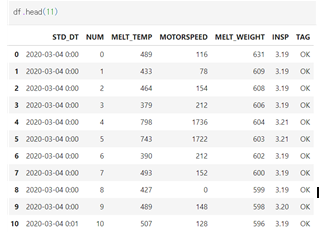 df.head(11)
STD_DT NUM MELT_TEMP MOTORSPEED MELT_WEIGHT INSP TAG
0 2020-03-04 0:00 0 489 116 631 3.19 OK
1 2020-03-04 0:00 1 433 78 609 3.19 OK
2 2020-03-04 0:00 2 464 154 608 3.19 OK
3 2020-03-04 0:00 3 379 212 606 3.19 OK
4 2020-03-04 0:00 4 798 1736 604 3.21 OK
5 2020-03-04 0:00 5 743 1722 603 3.21 OK
6 2020-03-04 0:00 6 390 212 602 3.19 OK
7 2020-03-04 0:00 7 493 152 600 3.19 OK
8 2020-03-04 0:00 8 427 0 599 3.19 OK
9 2020-03-04 0:00 9 489 148 598 3.20 OK
10 2020-03-04 0:01 10 507 128 596 3.19 OK